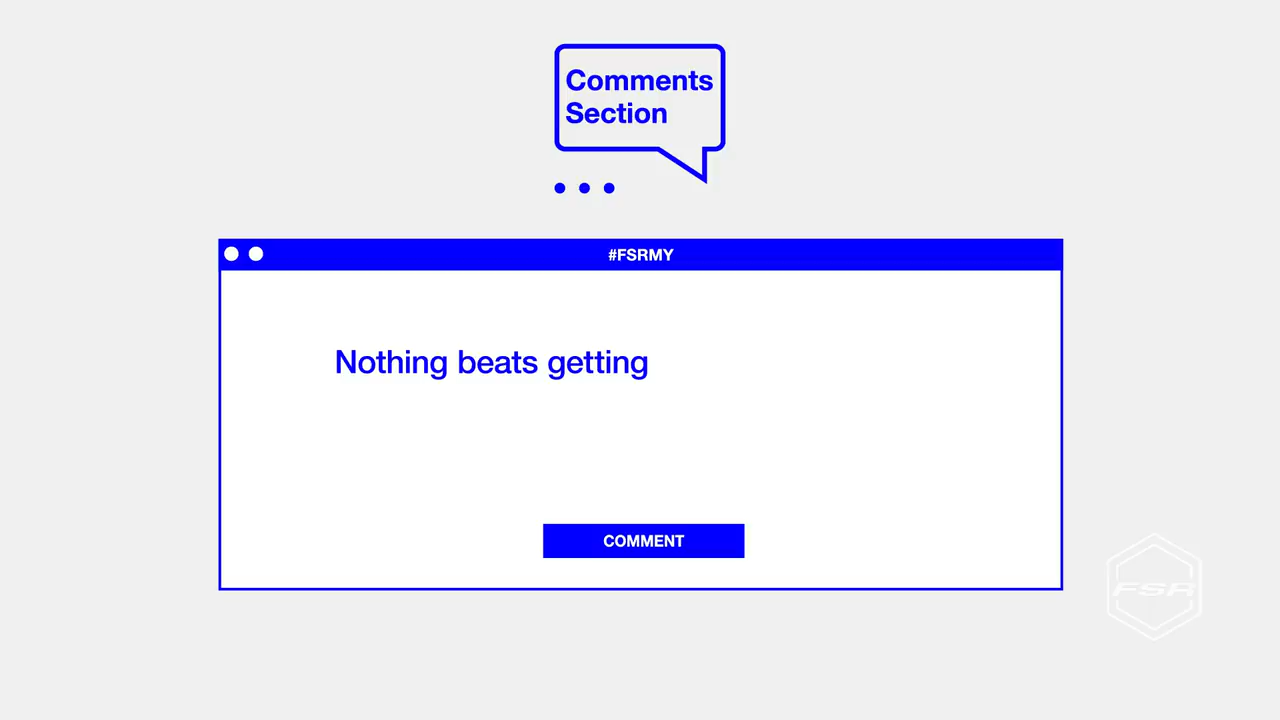 Comments
Section
#FSRMY
Nothing beats getting
COMMENT
FSR